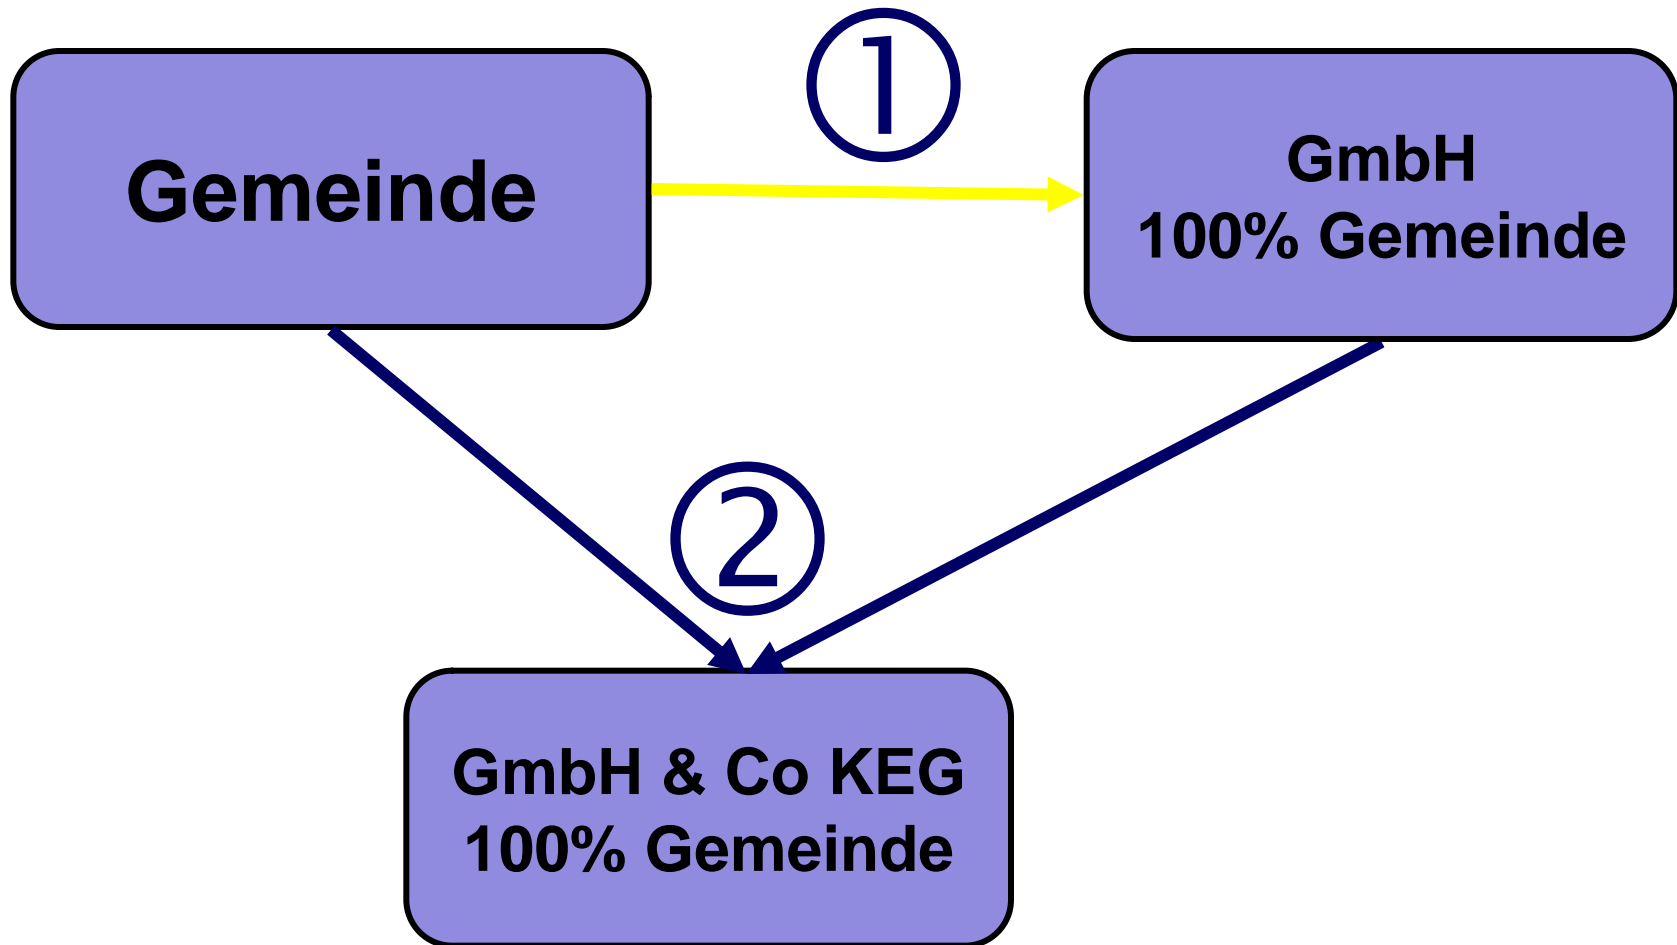 ①
Gemeinde
GmbH
100% Gemeinde
②
GmbH & Co KEG
100% Gemeinde